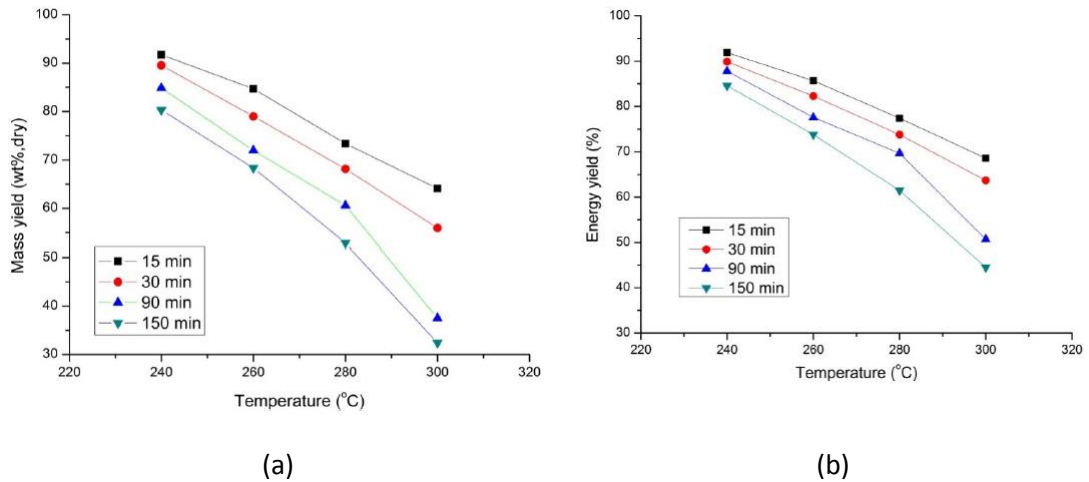 100
90
80
70
60
50
40
30
220
240
260
280
300
320
Mass yield (wt%,dry)
Temperature (°C)
15 min
30 min
90 min
150 min
(a)
100
90
80
70
60
50
40
30
220
240
260
280
300
320
Energy yield (%)
Temperature (°C)
15 min
30 min
90 min
150 min
(b)